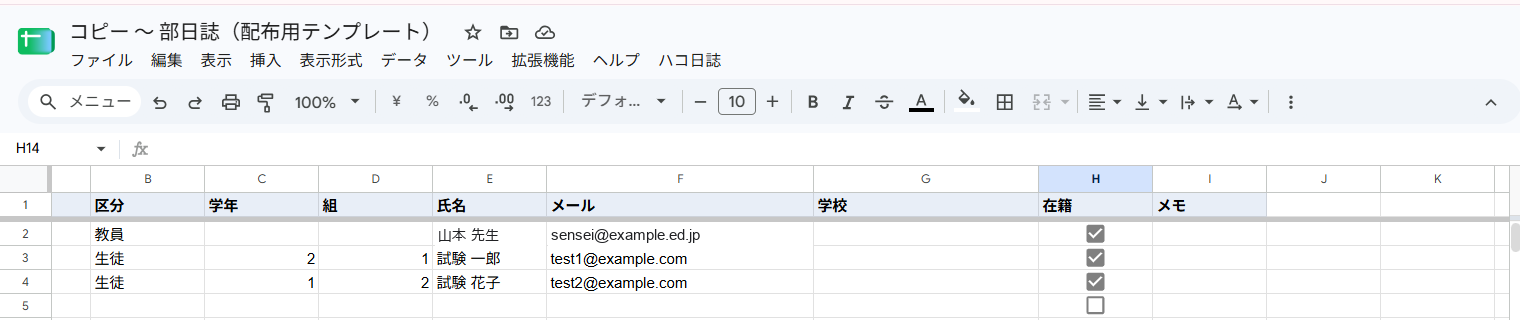 コピー ～ 部日誌（配布用テンプレート）
ファイル 編集 表示 挿入 表示形式 データ ツール 拡張機能 ヘルプ ハコ日誌
メニュー 100% ¥ % .0 .00 123 デフォ... 10 B I S A A
H14 fx
B C D E F G H I J K
1 区分 学年 組 氏名 メール 学校 在籍 メモ
2 教員 山本 先生 sensei@example.ed.jp
3 生徒 2 1 試験 一郎 test1@example.com
4 生徒 1 2 試験 花子 test2@example.com
5